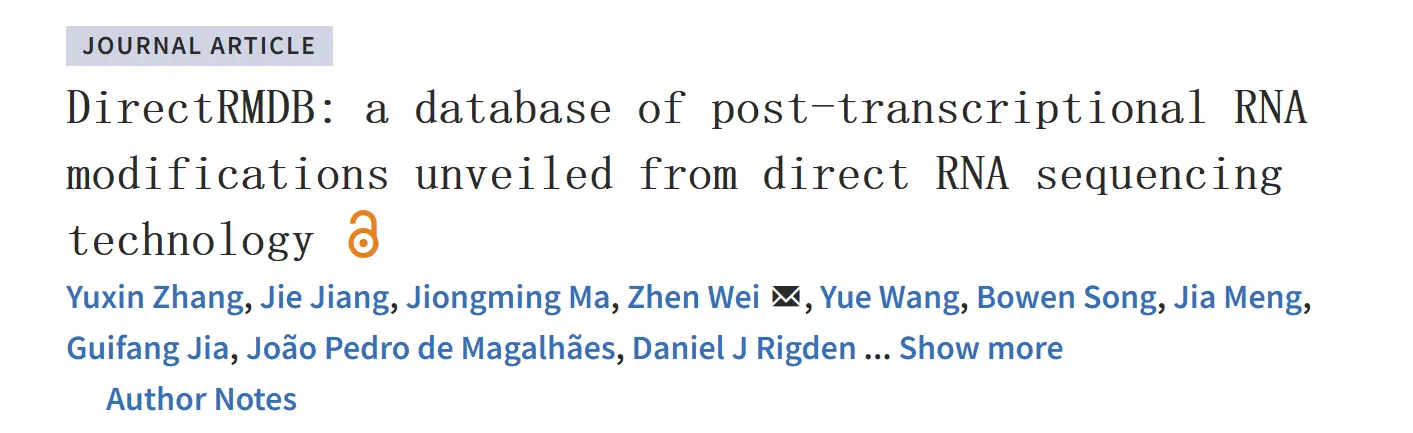 JOURNAL ARTICLE
DirectRMDB: a database of post-transcriptional RNA
modifications unveiled from direct RNA sequencing
technology
Yuxin Zhang, Jie Jiang, Jiongming Ma, Zhen Wei, Yue Wang, Bowen Song, Jia Meng,
Guifang Jia, João Pedro de Magalhães, Daniel J Rigden ... Show more
Author Notes